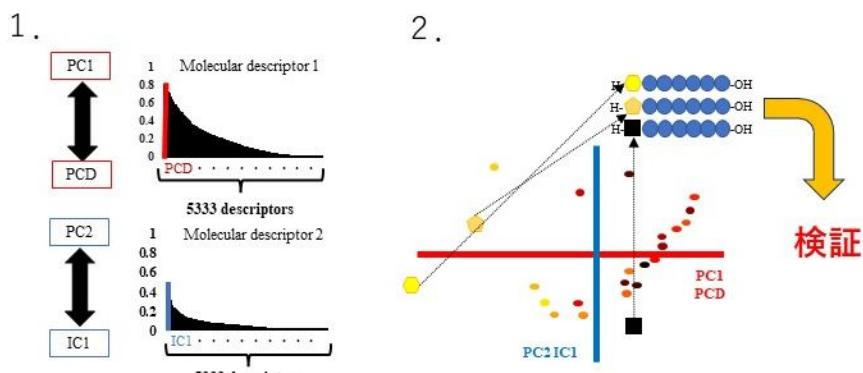 1.
PC1
PCD
1
0.8
0.6
0.4
0.2
0
Molecular descriptor 1
PCD
5333 descriptors
PC2
IC1
1
0.8
0.6
0.4
0.2
0
Molecular descriptor 2
IC1
2.
H- -OH
H- -OH
H- -OH
検証
PC1
PCD
PC2 IC1